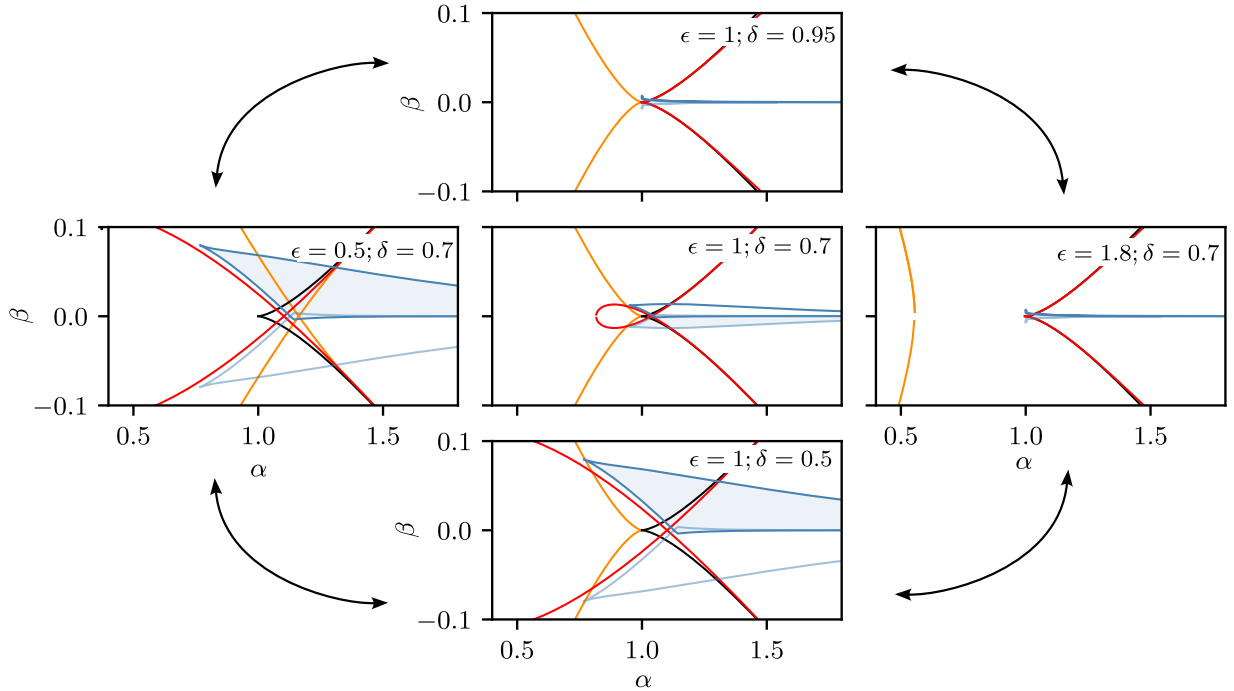 0.1
ϵ = 1; δ = 0.95
β
0.0
−0.1
0.1
ϵ = 0.5; δ = 0.7
ϵ = 1; δ = 0.7
ϵ = 1.8; δ = 0.7
β
0.0
−0.1
0.5 1.0 1.5
α
0.5 1.0 1.5
α
0.1
ϵ = 1; δ = 0.5
β
0.0
−0.1
0.5 1.0 1.5
α